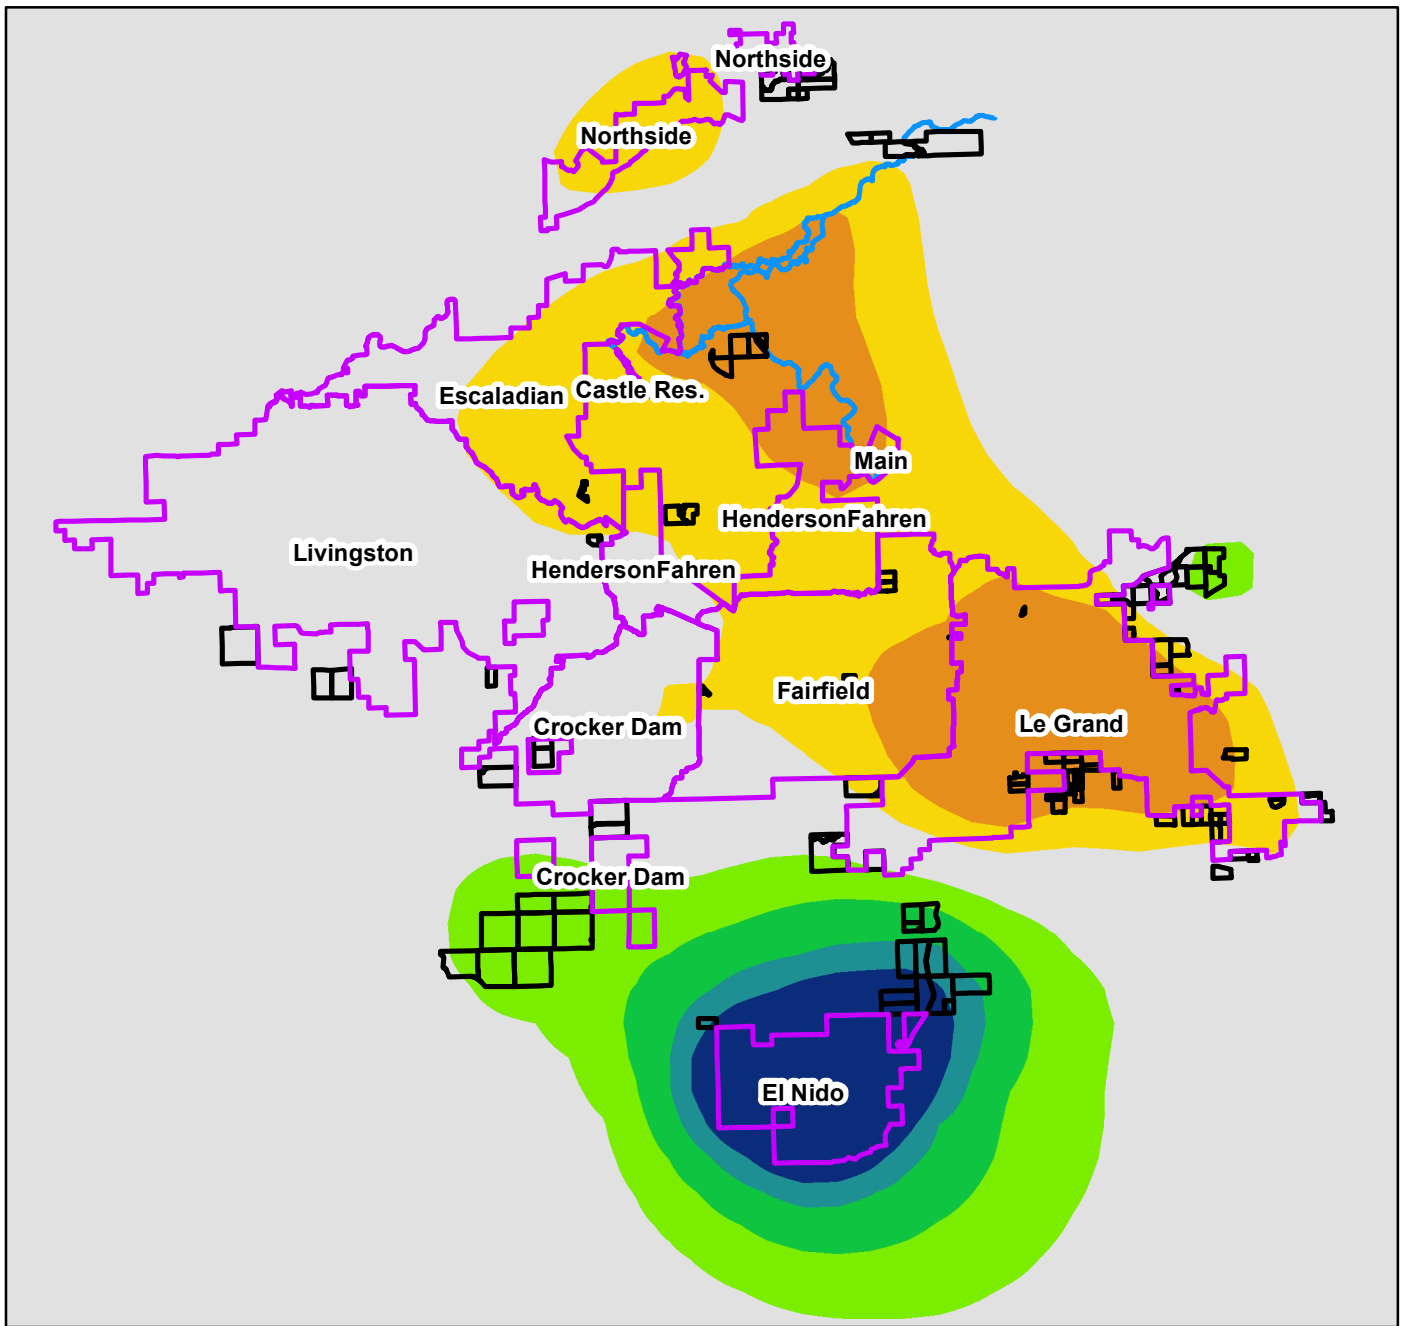 Northside
Northside
Escaladian
Castle Res.
Main
HendersonFahren
Livingston
HendersonFahren
Fairfield
Le Grand
Crocker Dam
Crocker Dam
El Nido